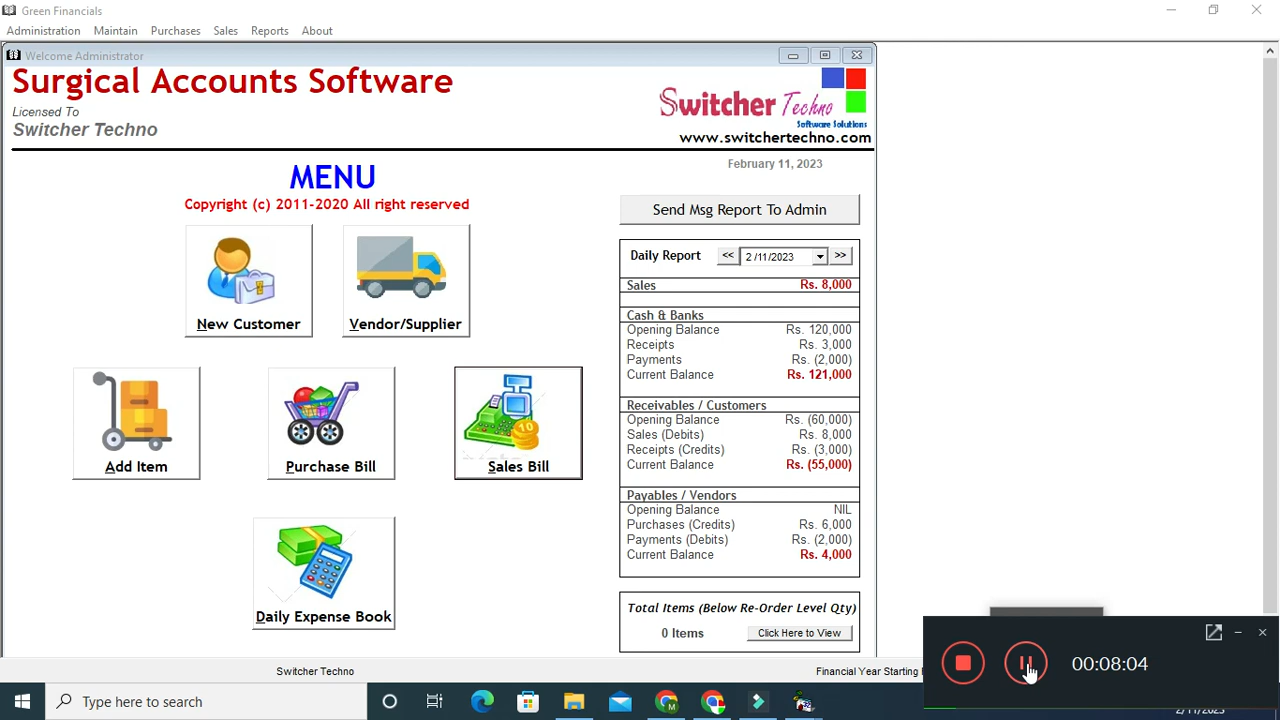 Green Financials
Administration Maintain Purchases Sales Reports About
Welcome Administrator
Surgical Accounts Software
Licensed To
Switcher Techno
Switcher Techno
Software Solutions
www.switchertechno.com
February 11, 2023
MENU
Copyright (c) 2011-2020 All right reserved
New Customer
Vendor/Supplier
Add Item
Purchase Bill
Sales Bill
Daily Expense Book
Send Msg Report To Admin
Daily Report << 2 /11/2023 >>
Sales Rs. 8,000
Cash & Banks
Opening Balance Rs. 120,000
Receipts Rs. 3,000
Payments Rs. (2,000)
Current Balance Rs. 121,000
Receivables / Customers
Opening Balance Rs. (60,000)
Sales (Debits) Rs. 8,000
Receipts (Credits) Rs. (3,000)
Current Balance Rs. (55,000)
Payables / Vendors
Opening Balance NIL
Purchases (Credits) Rs. 6,000
Payments (Debits) Rs. (2,000)
Current Balance Rs. 4,000
Total Items (Below Re-Order Level Qty)
0 Items Click Here to View
Switcher Techno Financial Year Starting
00:08:04
Type here to search
2/11/2023